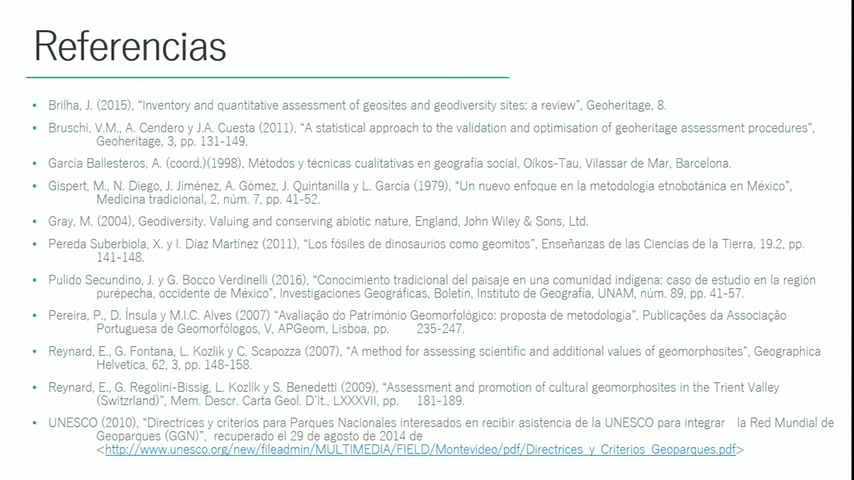 Referencias
• Brilha, J. (2015), “Inventory and quantitative assessment of geosites and geodiversity sites: a review”, Geoheritage, 8.
• Bruschi, V.M., A. Cendero y J.A. Cuesta (2011), “A statistical approach to the validation and optimisation of geoheritage assessment procedures”,
Geoheritage, 3, pp. 131-149.
• García Ballesteros, A. (coord.)(1998), Métodos y técnicas cualitativas en geografía social, Oikos-Tau, Vilassar de Mar, Barcelona.
• Gispert, M., N. Diego, J. Jiménez, A. Gómez, J. Quintanilla y L. García (1979), “Un nuevo enfoque en la metodología etnobotánica en México”,
Medicina tradicional, 2, núm. 7, pp. 41-52.
• Gray, M. (2004), Geodiversity. Valuing and conserving abiotic nature, England, John Wiley & Sons, Ltd.
• Pereda Suberbiola, X. y I. Díaz Martínez (2011), “Los fósiles de dinosaurios como geomitos”, Enseñanzas de las Ciencias de la Tierra, 19.2, pp.
141-148.
• Pulido Secundino, J. y G. Bocco Verdinelli (2016), “Conocimiento tradicional del paisaje en una comunidad indígena: caso de estudio en la región
purépecha, occidente de México”, Investigaciones Geográficas, Boletín, Instituto de Geografía, UNAM, núm. 89, pp. 41-57.
• Pereira, P., D. Ínsula y M.I.C. Alves (2007) “Avaliação do Património Geomorfológico: proposta de metodologia”, Publicações da Associação
Portuguesa de Geomorfólogos, V, APGeom, Lisboa, pp. 235-247.
• Reynard, E., G. Fontana, L. Kozlik y C. Scapozza (2007), “A method for assessing scientific and additional values of geomorphosites”, Geographica
Helvetica, 62, 3, pp. 148-158.
• Reynard, E., G. Regolini-Bissig, L. Kozlik y S. Benedetti (2009), “Assessment and promotion of cultural geomorphosites in the Trient Valley
(Switzrland)”, Mem. Descr. Carta Geol. D’It., LXXXVII, pp. 181-189.
• UNESCO (2010), “Directrices y criterios para Parques Nacionales interesados en recibir asistencia de la UNESCO para integrar la Red Mundial de
Geoparques (GGN)”, recuperado el 29 de agosto de 2014 de
<http://www.unesco.org/new/fileadmin/MULTIMEDIA/FIELD/Montevideo/pdf/Directrices_y_Criterios_Geoparques.pdf>